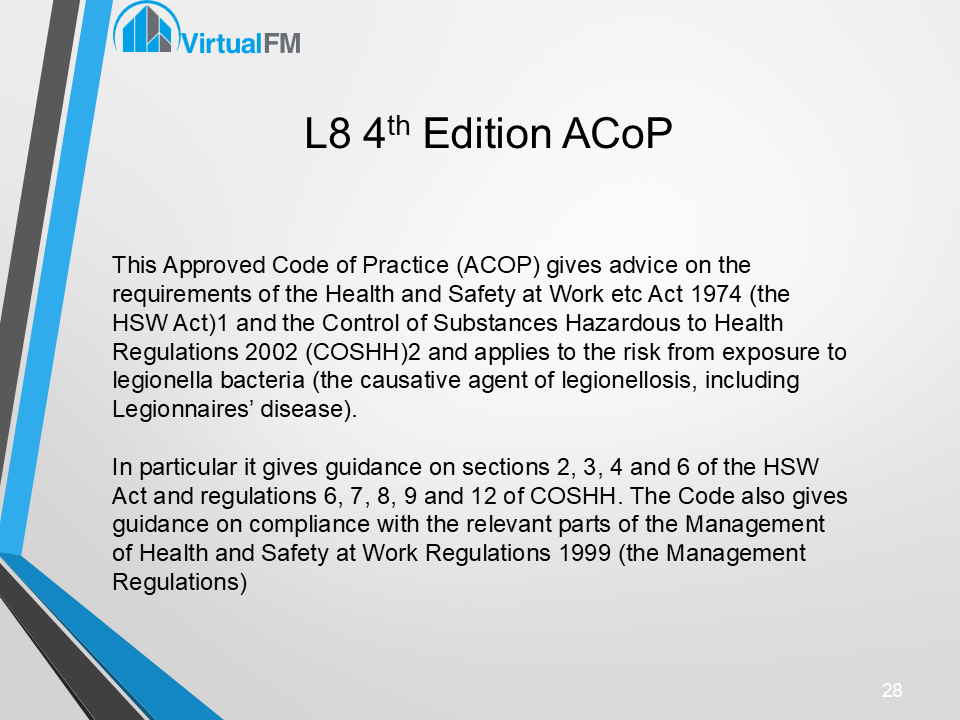 VirtualFM
L8 4th Edition ACoP
This Approved Code of Practice (ACOP) gives advice on the
requirements of the Health and Safety at Work etc Act 1974 (the
HSW Act)1 and the Control of Substances Hazardous to Health
Regulations 2002 (COSHH)2 and applies to the risk from exposure to
legionella bacteria (the causative agent of legionellosis, including
Legionnaires’ disease).
In particular it gives guidance on sections 2, 3, 4 and 6 of the HSW
Act and regulations 6, 7, 8, 9 and 12 of COSHH. The Code also gives
guidance on compliance with the relevant parts of the Management
of Health and Safety at Work Regulations 1999 (the Management
Regulations)
28